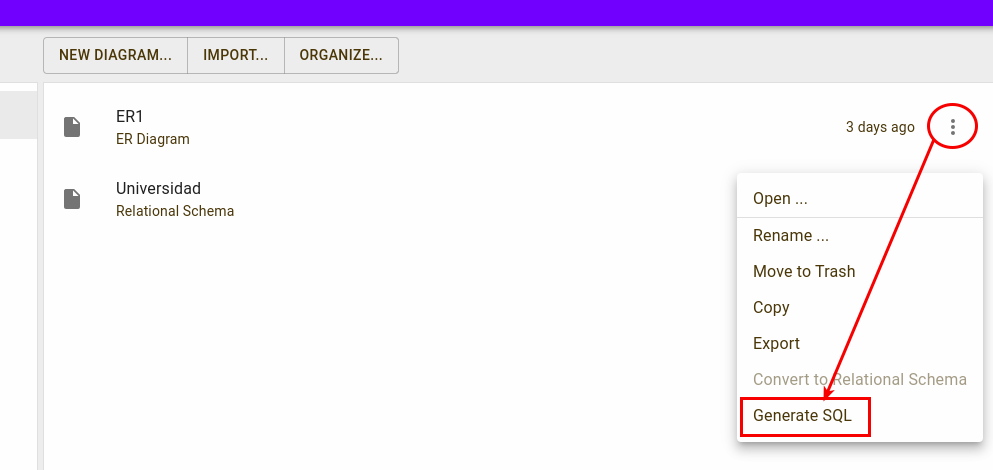 NEW DIAGRAM... IMPORT... ORGANIZE...
ER1
ER Diagram
3 days ago
Universidad
Relational Schema
Open ...
Rename ...
Move to Trash
Copy
Export
Convert to Relational Schema
Generate SQL